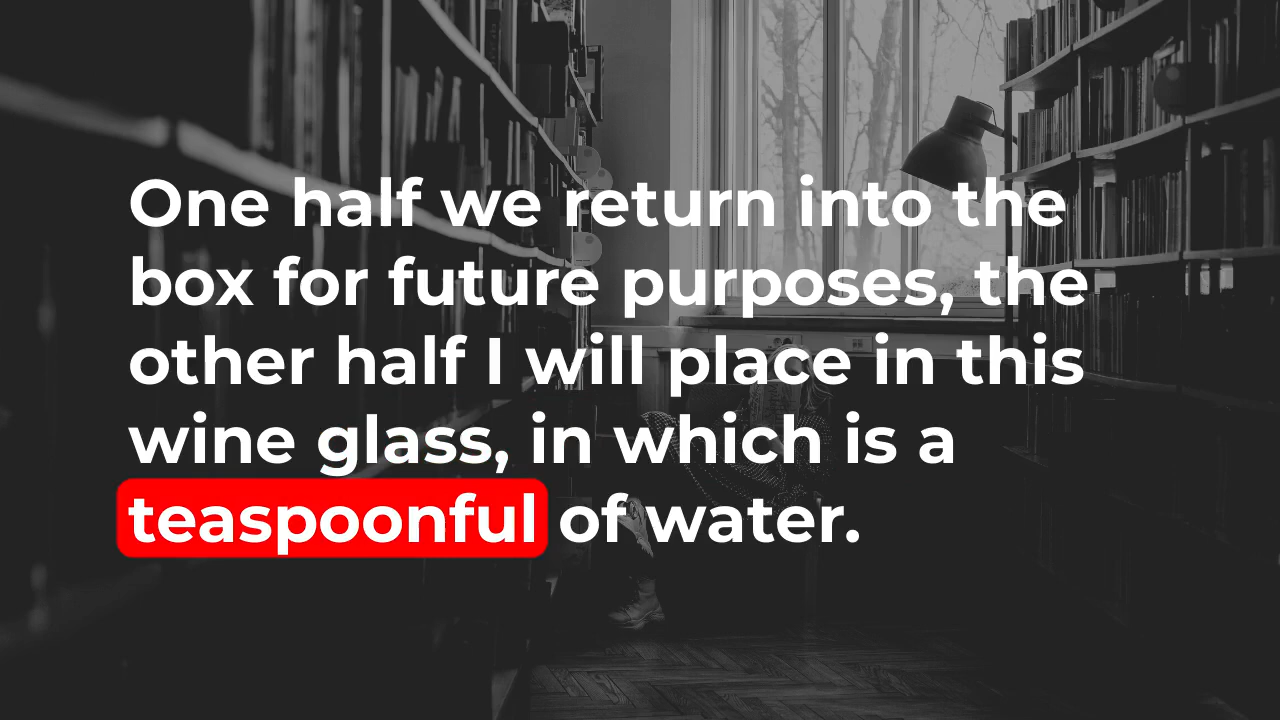 One half we return into the
box for future purposes, the
other half I will place in this
wine glass, in which is a
teaspoonful of water.